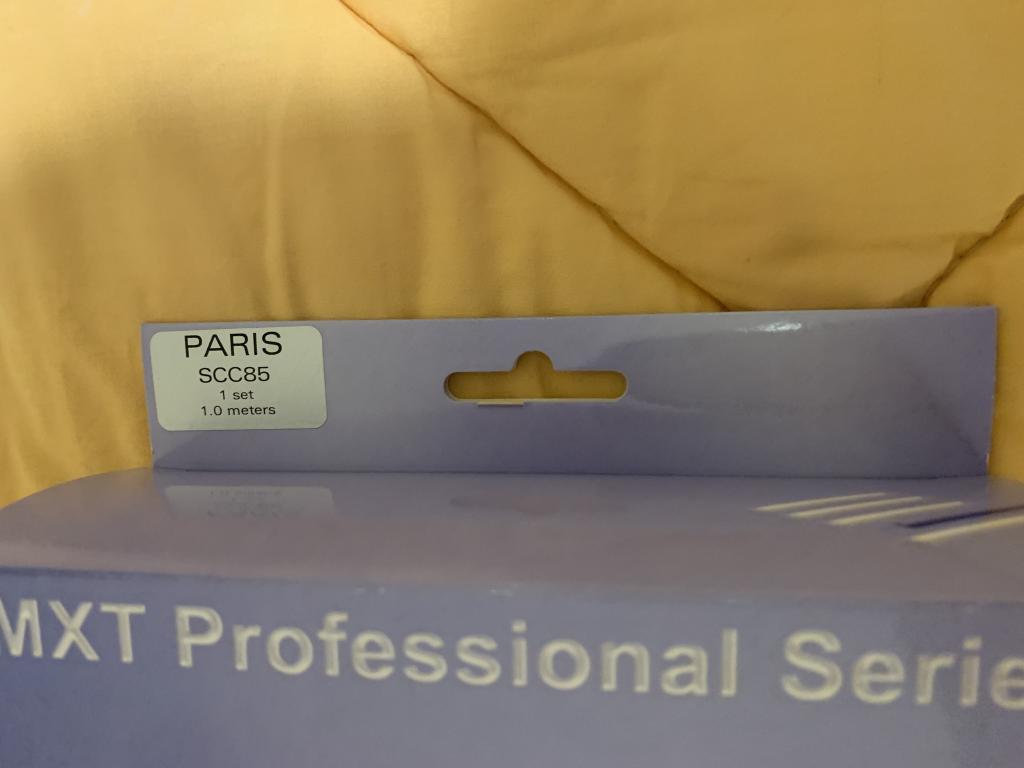 PARIS
SCC85
1 set
1.0 meters
MXT Professional Serie